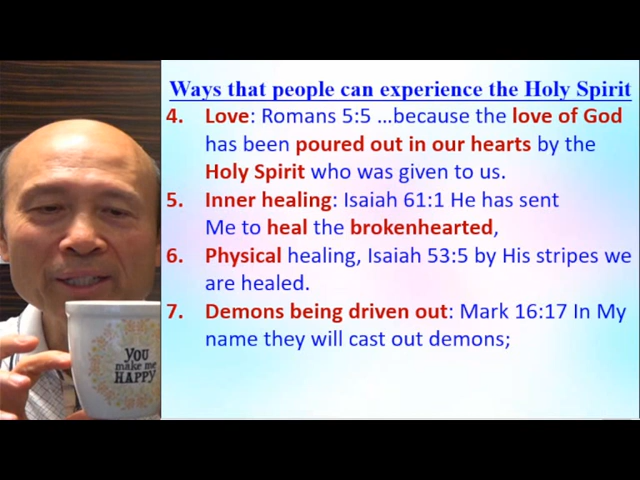 Ways that people can experience the Holy Spirit
4. Love: Romans 5:5 ...because the love of God
has been poured out in our hearts by the
Holy Spirit who was given to us.
5. Inner healing: Isaiah 61:1 He has sent
Me to heal the brokenhearted,
6. Physical healing, Isaiah 53:5 by His stripes we
are healed.
7. Demons being driven out: Mark 16:17 In My
name they will cast out demons;
YOU
make me
HAPPY